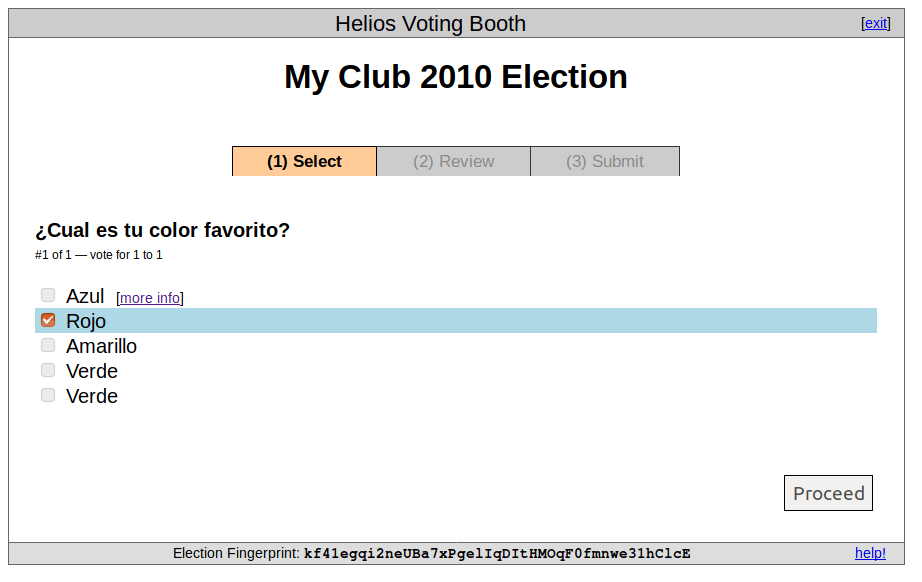 Helios Voting Booth [exit]
My Club 2010 Election
(1) Select (2) Review (3) Submit
¿Cual es tu color favorito?
#1 of 1 — vote for 1 to 1
Azul [more info]
Rojo
Amarillo
Verde
Verde
Proceed
Election Fingerprint: kf41egqi2neUBa7xPgelIqDItHMOqF0fmnwe31hClcE help!